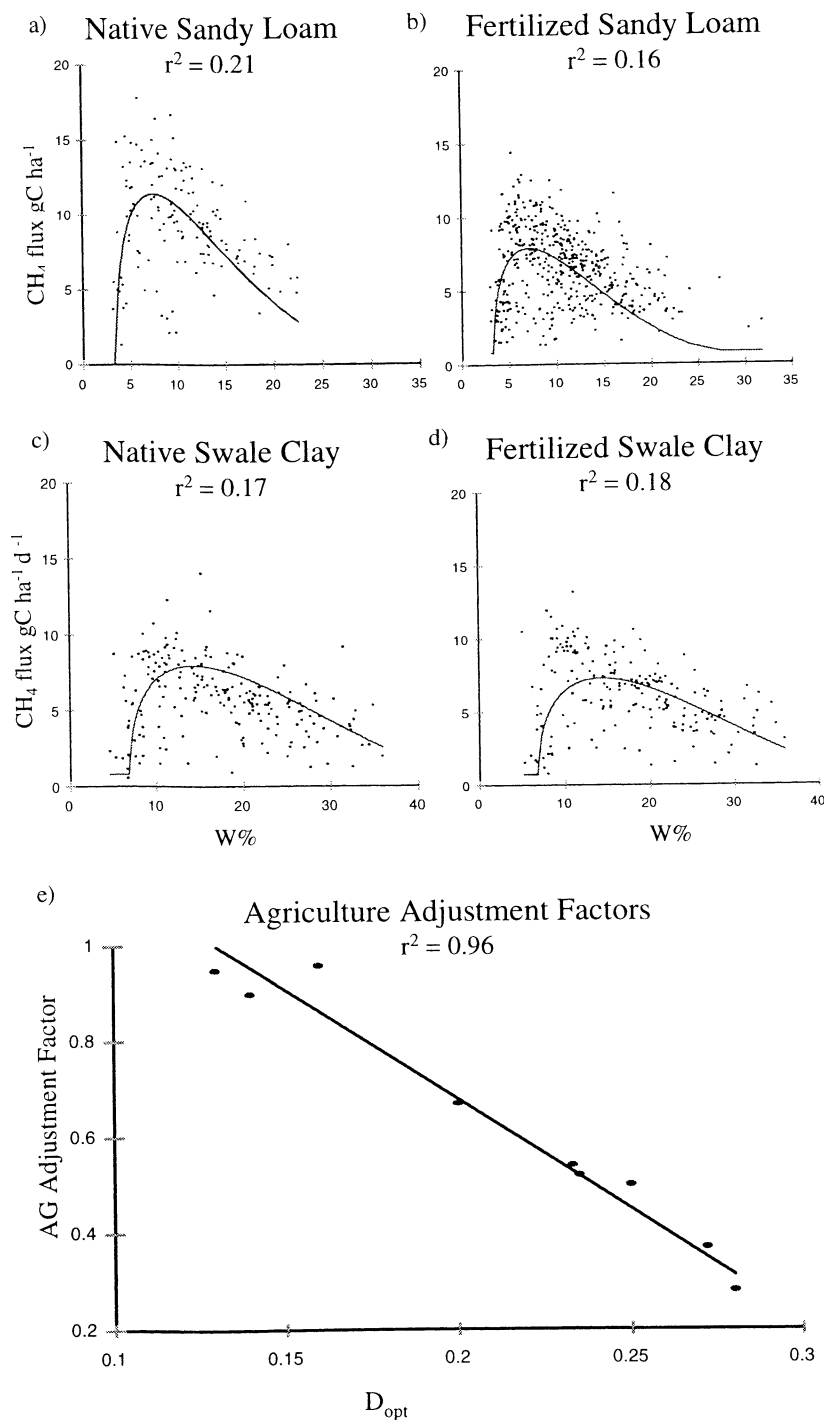 a) Native Sandy Loam
r² = 0.21
CH₄ flux gC ha⁻¹
20
15
10
5
0
0 5 10 15 20 25 30 35
b) Fertilized Sandy Loam
r² = 0.16
20
15
10
5
0
0 5 10 15 20 25 30 35
c) Native Swale Clay
r² = 0.17
CH₄ flux gC ha⁻¹ d⁻¹
20
15
10
5
0
0 10 20 30 40
W%
d) Fertilized Swale Clay
r² = 0.18
20
15
10
5
0
0 10 20 30 40
W%
e) Agriculture Adjustment Factors
r² = 0.96
AG Adjustment Factor
1
0.8
0.6
0.4
0.2
0.1 0.15 0.2 0.25 0.3
Dopt